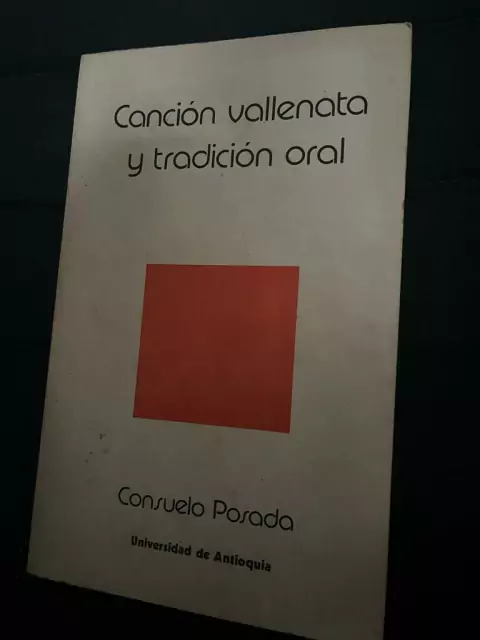 Canción vallenata
y tradición oral
Consuelo Posada
Universidad de Antioquia